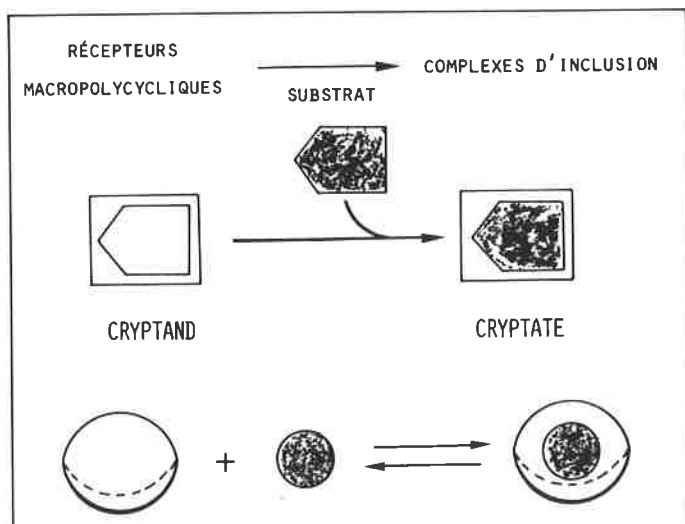 RÉCEPTEURS
MACROPOLYCYCLIQUES
SUBSTRAT
COMPLEXES D'INCLUSION
CRYPTAND
CRYPTATE
+